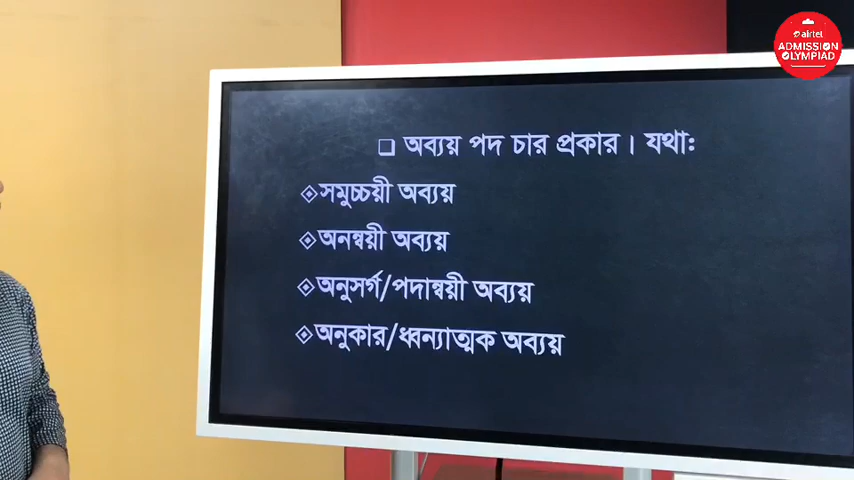 airtel
ADMISSION
OLYMPIAD
❑ অব্যয় পদ চার প্রকার। যথাঃ
সমুচ্চয়ী অব্যয়
অনন্বয়ী অব্যয়
অনুসর্গ/পদান্বয়ী অব্যয়
অনুকার/ধ্বন্যাত্মক অব্যয়